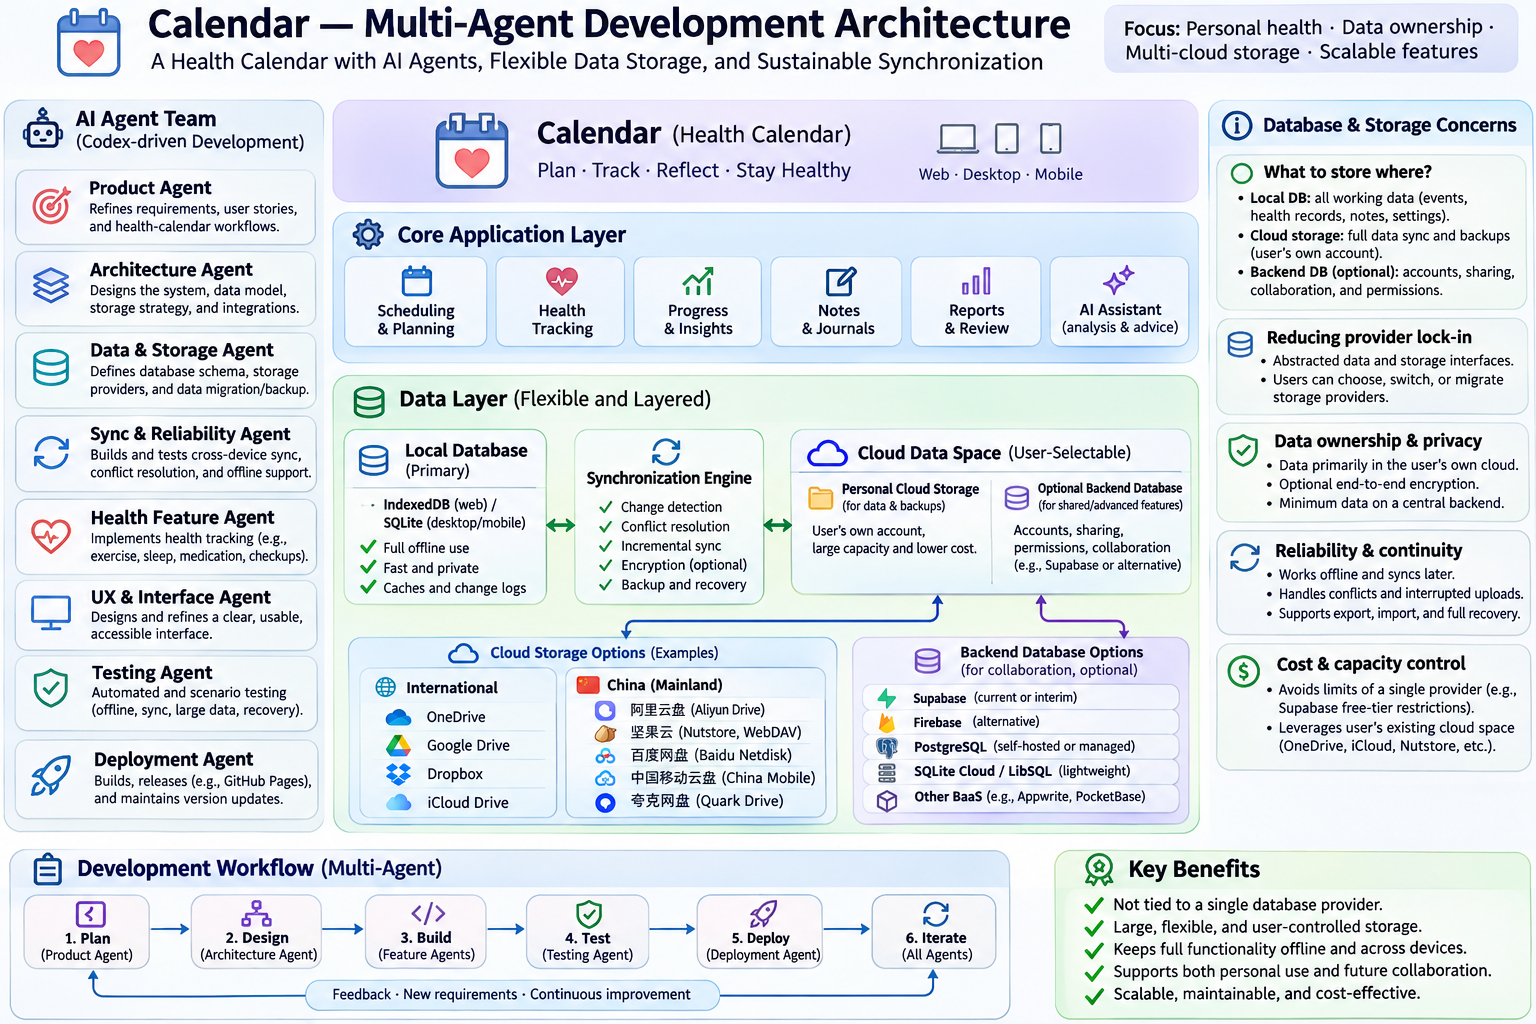 Calendar — Multi-Agent Development Architecture
A Health Calendar with AI Agents, Flexible Data Storage, and Sustainable Synchronization
Focus: Personal health · Data ownership ·
Multi-cloud storage · Scalable features
AI Agent Team
(Codex-driven Development)
Product Agent
Refines requirements, user stories,
and health-calendar workflows.
Architecture Agent
Designs the system, data model,
storage strategy, and integrations.
Data & Storage Agent
Defines database schema, storage
providers, and data migration/backup.
Sync & Reliability Agent
Builds and tests cross-device sync,
conflict resolution, and offline support.
Health Feature Agent
Implements health tracking (e.g.,
exercise, sleep, medication, checkups).
UX & Interface Agent
Designs and refines a clear, usable,
accessible interface.
Testing Agent
Automated and scenario testing
(offline, sync, large data, recovery).
Deployment Agent
Builds, releases (e.g., GitHub Pages),
and maintains version updates.
Calendar (Health Calendar)
Plan · Track · Reflect · Stay Healthy
Web · Desktop · Mobile
Core Application Layer
Scheduling
& Planning
Health
Tracking
Progress
& Insights
Notes
& Journals
Reports
& Review
AI Assistant
(analysis & advice)
Data Layer (Flexible and Layered)
Local Database
(Primary)
IndexedDB (web) /
SQLite (desktop/mobile)
Full offline use
Fast and private
Caches and change logs
Synchronization Engine
Change detection
Conflict resolution
Incremental sync
Encryption (optional)
Backup and recovery
Cloud Data Space (User-Selectable)
Personal Cloud Storage
(for data & backups)
User's own account,
large capacity and lower cost.
Optional Backend Database
(for shared/advanced features)
Accounts, sharing,
permissions, collaboration
(e.g., Supabase or alternative)
Cloud Storage Options (Examples)
International
OneDrive
Google Drive
Dropbox
iCloud Drive
China (Mainland)
阿里云盘 (Aliyun Drive)
坚果云 (Nutstore, WebDAV)
百度网盘 (Baidu Netdisk)
中国移动云盘 (China Mobile)
夸克网盘 (Quark Drive)
Backend Database Options
(for collaboration, optional)
Supabase (current or interim)
Firebase (alternative)
PostgreSQL (self-hosted or managed)
SQLite Cloud / LibSQL (lightweight)
Other BaaS (e.g., Appwrite, PocketBase)
Database & Storage Concerns
What to store where?
• Local DB: all working data (events,
health records, notes, settings).
• Cloud storage: full data sync and backups
(user's own account).
• Backend DB (optional): accounts, sharing,
collaboration, and permissions.
Reducing provider lock-in
• Abstracted data and storage interfaces.
• Users can choose, switch, or migrate
storage providers.
Data ownership & privacy
• Data primarily in the user's own cloud.
• Optional end-to-end encryption.
• Minimum data on a central backend.
Reliability & continuity
• Works offline and syncs later.
• Handles conflicts and interrupted uploads.
• Supports export, import, and full recovery.
Cost & capacity control
• Avoids limits of a single provider (e.g.,
Supabase free-tier restrictions).
• Leverages user's existing cloud space
(OneDrive, iCloud, Nutstore, etc.).
Development Workflow (Multi-Agent)
1. Plan
(Product Agent)
2. Design
(Architecture Agent)
3. Build
(Feature Agents)
4. Test
(Testing Agent)
5. Deploy
(Deployment Agent)
6. Iterate
(All Agents)
Feedback · New requirements · Continuous improvement
Key Benefits
Not tied to a single database provider.
Large, flexible, and user-controlled storage.
Keeps full functionality offline and across devices.
Supports both personal use and future collaboration.
Scalable, maintainable, and cost-effective.